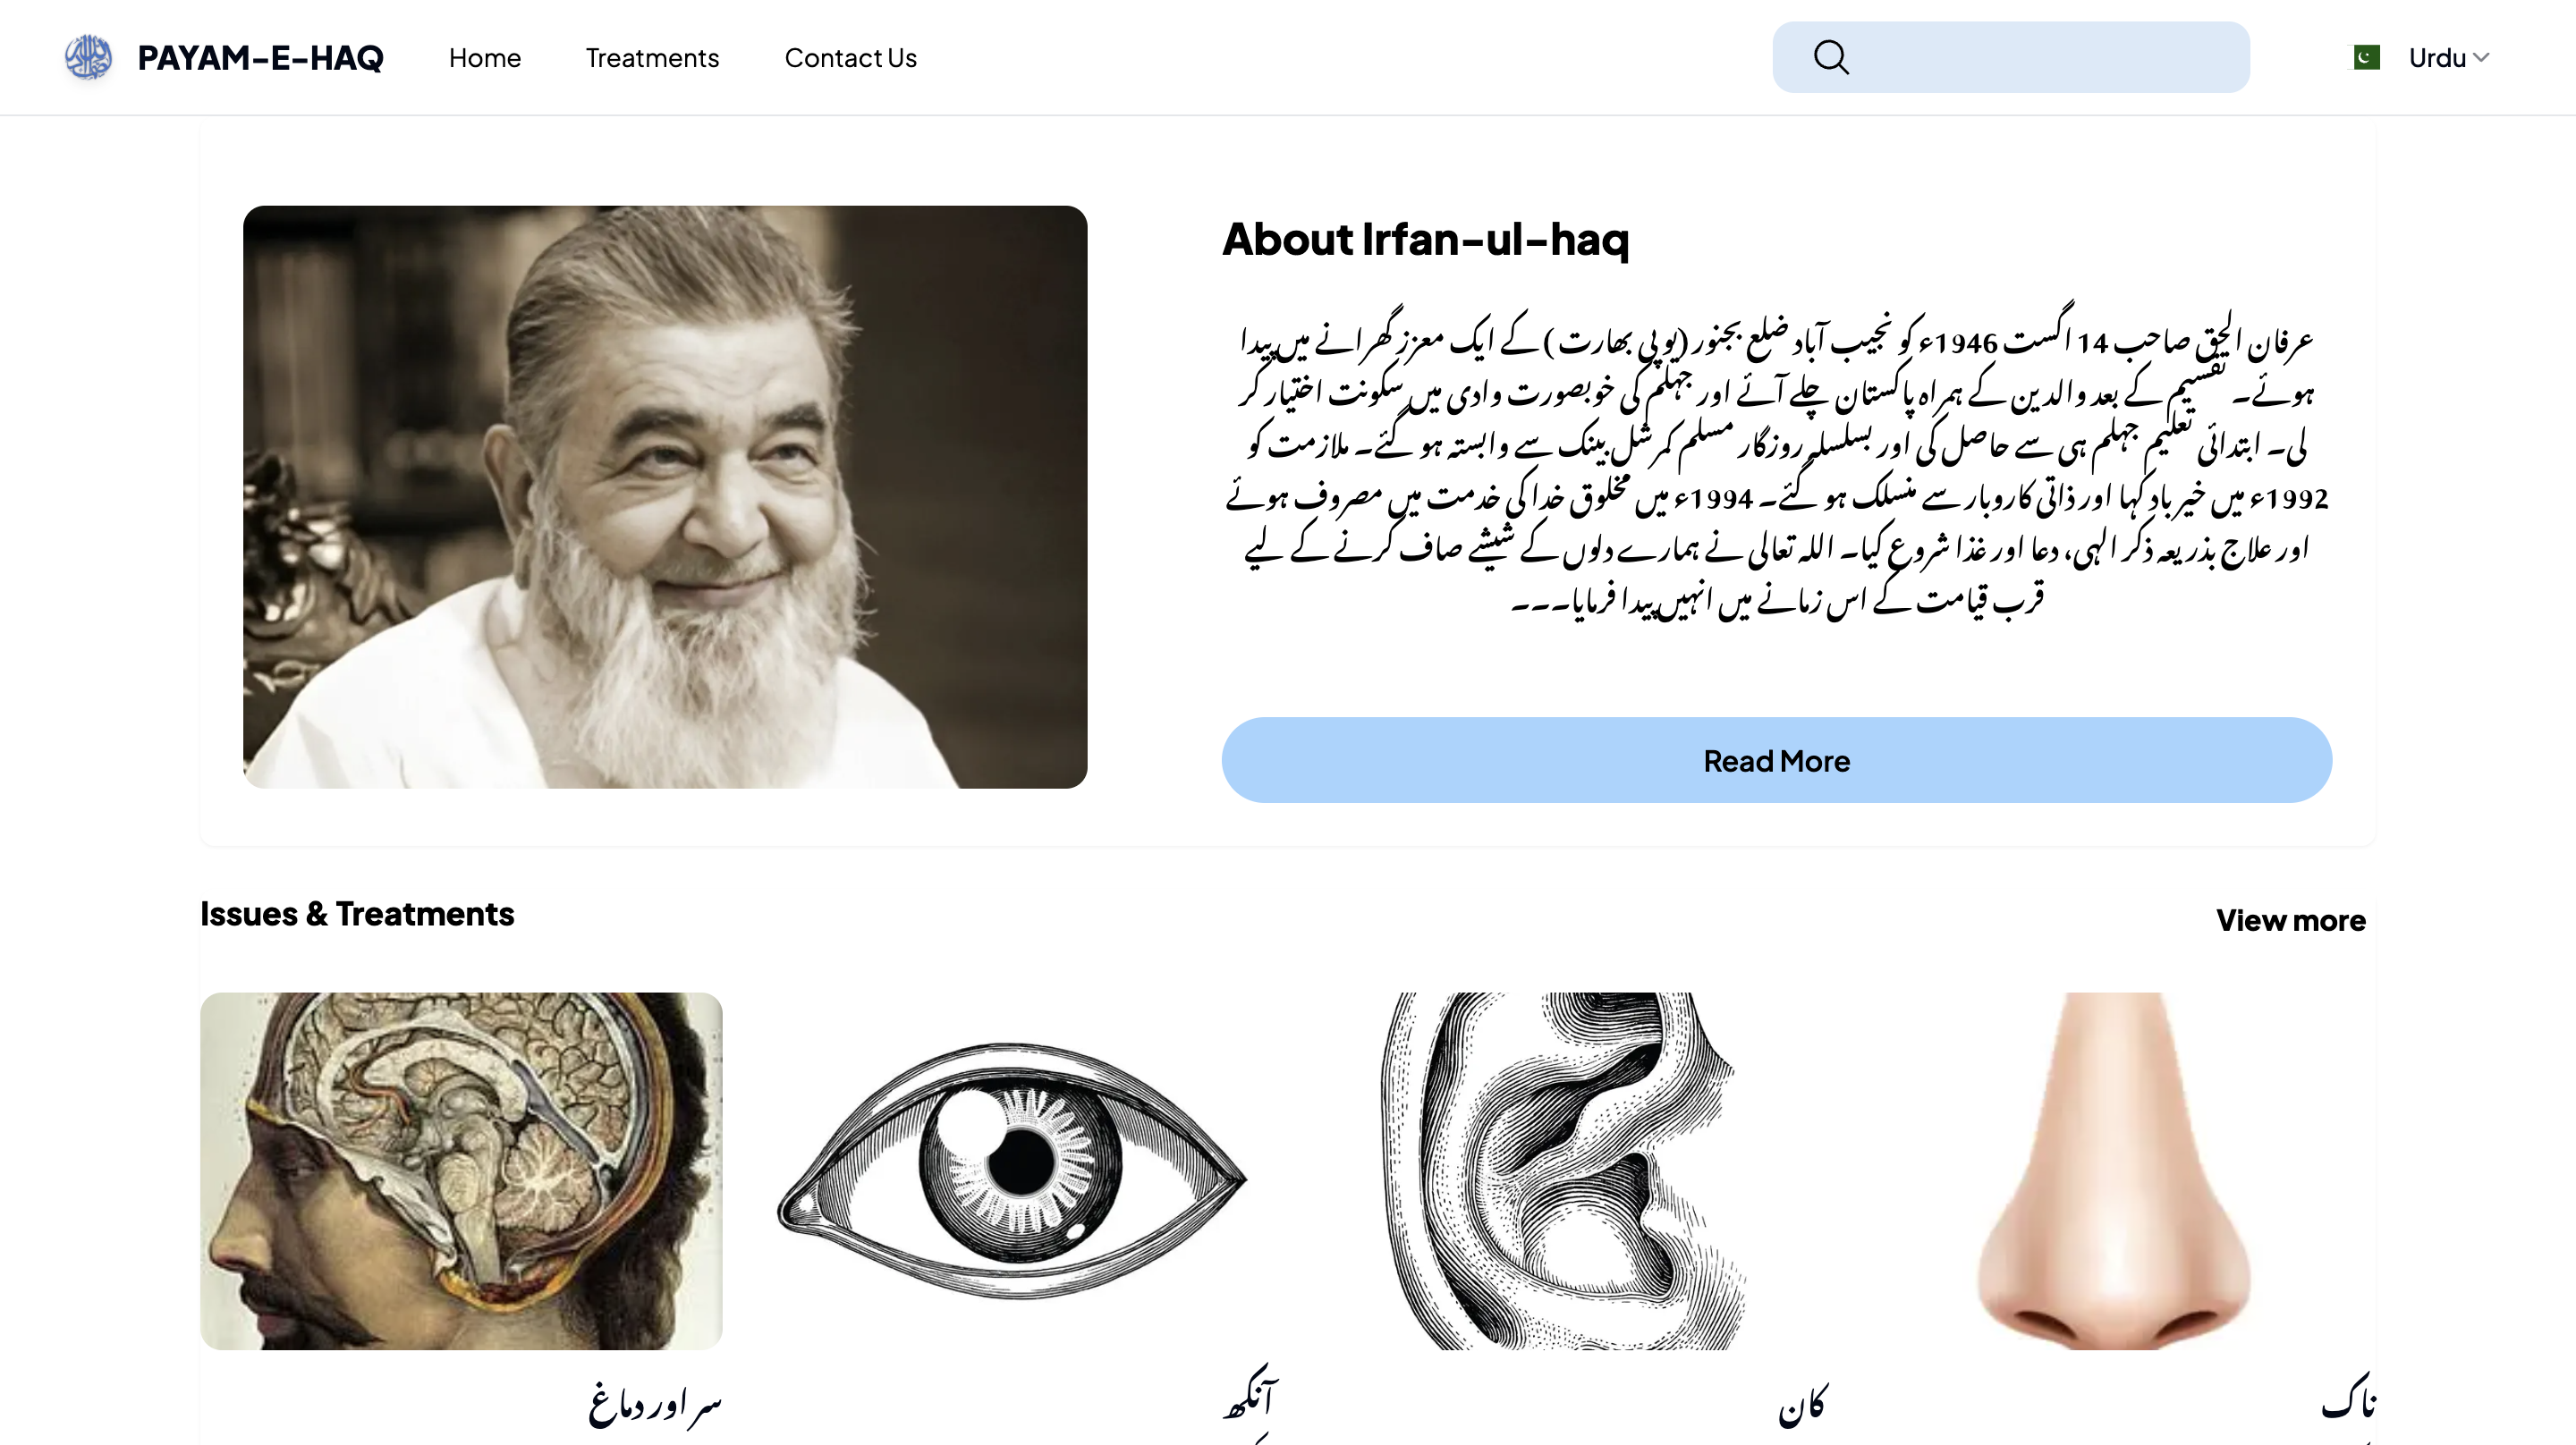 PAYAM-E-HAQ
Home
Treatments
Contact Us
Urdu
About Irfan-ul-haq
عرفان الحق صاحب 14 اگست 1946ء کو نجیب آباد ضلع بجنور (یو پی بھارت ) کے ایک معزز گھرانے میں پیدا
ہوئے۔ تقسیم کے بعد والدین کے ہمراہ پاکستان چلے آئے اور جہلم کی خوبصورت وادی میں سکونت اختیار کر
لی۔ ابتدائی تعلیم جہلم ہی سے حاصل کی اور بسلسلہ روزگار مسلم کمرشل بینک سے وابستہ ہو گئے۔ ملازمت کو
1992ء میں خیر باد کہا اور ذاتی کاروبار سے منسلک ہو گئے۔ 1994ء میں مخلوق خدا کی خدمت میں مصروف ہوئے
اور علاج بذریعہ ذکر الہی، دعا اور غذا شروع کیا۔ اللہ تعالی نے ہمارے دلوں کے شیشے صاف کرنے کے لیے
قرب قیامت کے اس زمانے میں انہیں پیدا فرمایا۔۔۔
Read More
Issues & Treatments
View more
سر اور دماغ
آنکھ
کان
ناک